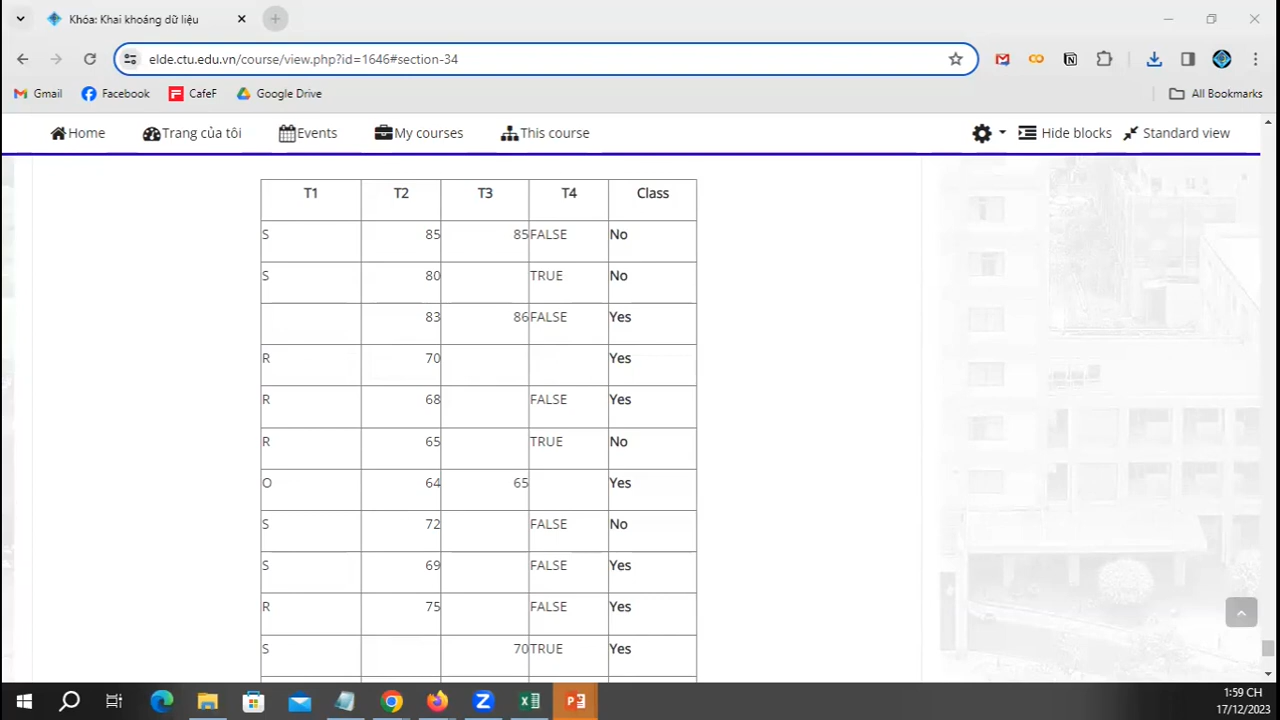 Khóa: Khai khoáng dữ liệu
elde.ctu.edu.vn/course/view.php?id=1646#section-34
Gmail Facebook CafeF Google Drive All Bookmarks
Home Trang của tôi Events My courses This course Hide blocks Standard view
T1 T2 T3 T4 Class
S 85 85 FALSE No
S 80 TRUE No
83 86 FALSE Yes
R 70 Yes
R 68 FALSE Yes
R 65 TRUE No
O 64 65 Yes
S 72 FALSE No
S 69 FALSE Yes
R 75 FALSE Yes
S 70 TRUE Yes
1:59 CH
17/12/2023